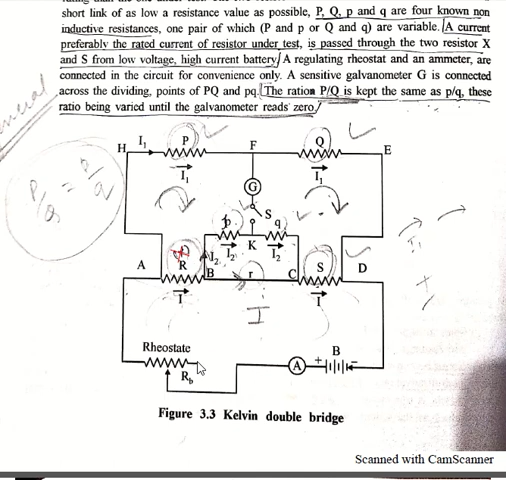 short link of as low a resistance value as possible, P, Q, p and q are four known non
inductive resistances, one pair of which (P and p or Q and q) are variable. A current
preferably the rated current of resistor under test, is passed through the two resistor X
and S from low voltage, high current battery. A regulating rheostat and an ammeter, are
connected in the circuit for convenience only. A sensitive galvanometer G is connected
across the dividing, points of PQ and pq. The ration P/Q is kept the same as p/q, these
ratio being varied until the galvanometer reads zero.
H I₁ P F Q E
I₁ I₁
G
S
p q
K
I₂ I₂ I₂
A R B r C S D
I I
I
Rheostate B
A + -
R_b
Figure 3.3 Kelvin double bridge
Scanned with CamScanner